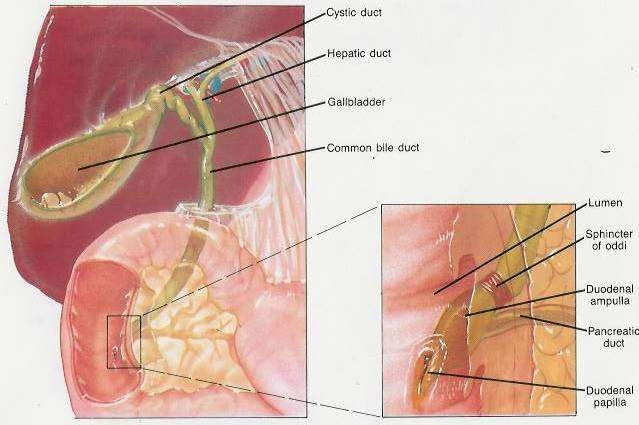 Cystic duct
Hepatic duct
Gallbladder
Common bile duct
Lumen
Sphincter
of oddi
Duodenal
ampulla
Pancreatic
duct
Duodenal
papilla